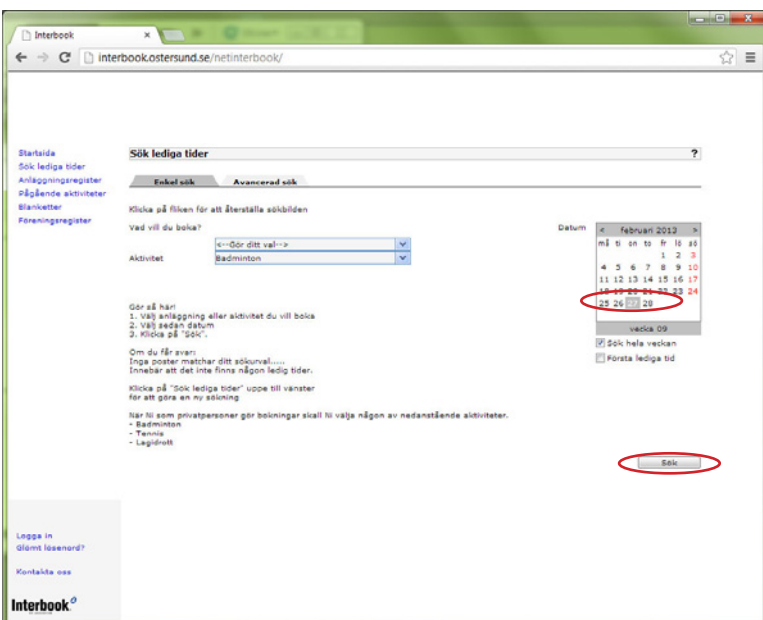 Interbook
interbook.ostersund.se/netinterbook/
Startsida
Sök lediga tider
Anläggningsregister
Pågående aktiviteter
Blanketter
Föreningsregister
Sök lediga tider ?
Enkel sök Avancerad sök
Klicka på fliken för att återställa sökbilden
Vad vill du boka?
<--Gör ditt val-->
Aktivitet Badminton
Datum
< februari 2013 >
må ti on to fr lö sö
1 2 3
4 5 6 7 8 9 10
11 12 13 14 15 16 17
18 19 20 21 22 23 24
25 26 27 28
vecka 09
Sök hela veckan
Första lediga tid
Gör så här:
1. Välj anläggning eller aktivitet du vill boka
2. Välj sedan datum
3. Klicka på "Sök".
Om du får svar:
Inga poster matchar ditt sökurval.....
Innebär att det inte finns någon ledig tider.
Klicka på "Sök lediga tider" uppe till vänster
för att göra en ny sökning
När Ni som privatpersoner gör bokningar skall Ni välja någon av nedanstående aktiviteter.
- Badminton
- Tennis
- Lagidrott
Sök
Logga in
Glömt lösenord?
Kontakta oss
Interbook